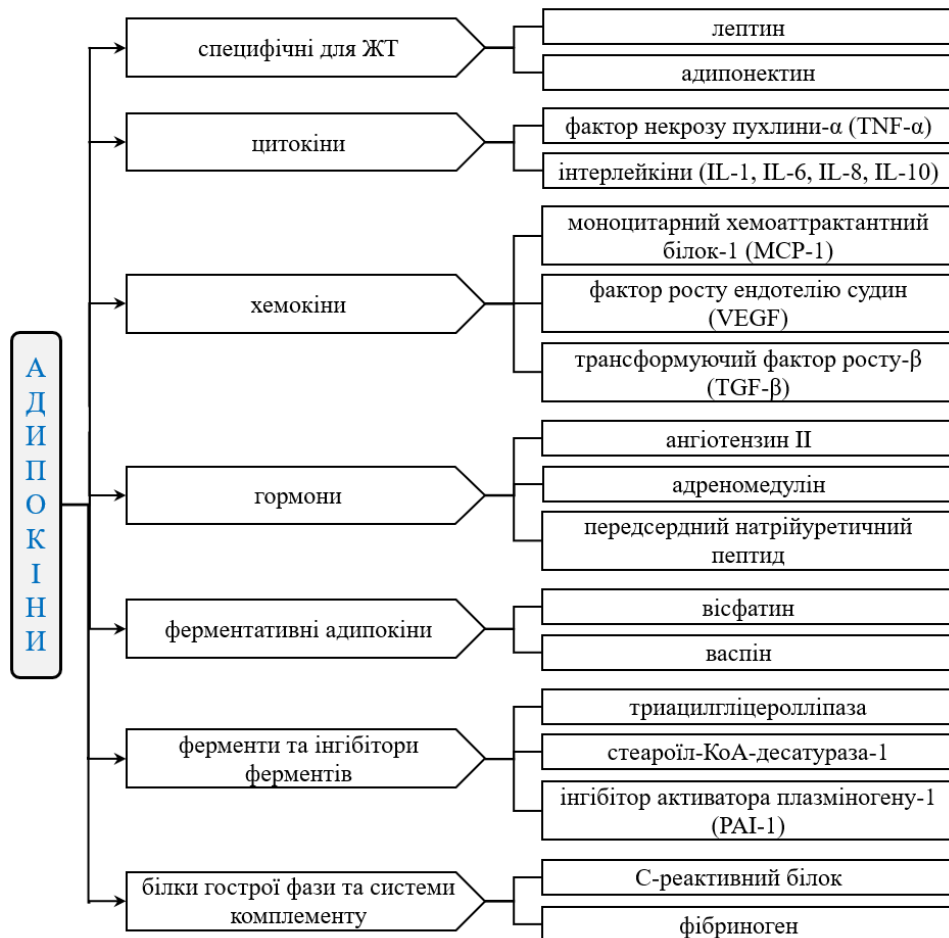 АДИПОКІНИ
специфічні для ЖТ
лептин
адипонектин
цитокіни
фактор некрозу пухлини-α (TNF-α)
інтерлейкіни (IL-1, IL-6, IL-8, IL-10)
хемокіни
моноцитарний хемоаттрактантний
білок-1 (MCP-1)
фактор росту ендотелію судин
(VEGF)
трансформуючий фактор росту-β
(TGF-β)
гормони
ангіотензин II
адреномедулін
передсердний натрійуретичний
пептид
ферментативні адипокіни
вісфатин
васпін
ферменти та інгібітори
ферментів
триацилгліцеролліпаза
стеароїл-КоА-десатураза-1
інгібітор активатора плазміногену-1
(PAI-1)
білки гострої фази та системи
комплементу
С-реактивний білок
фібриноген